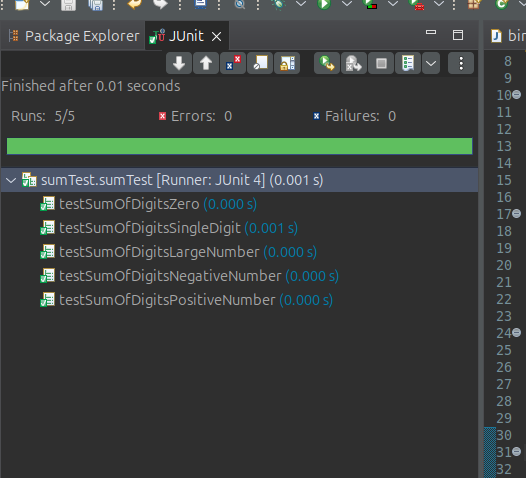 Package Explorer
JUnit
bin
Finished after 0.01 seconds
Runs: 5/5
Errors: 0
Failures: 0
sumTest.sumTest [Runner: JUnit 4] (0.001 s)
testSumOfDigitsZero (0.000 s)
testSumOfDigitsSingleDigit (0.001 s)
testSumOfDigitsLargeNumber (0.000 s)
testSumOfDigitsNegativeNumber (0.000 s)
testSumOfDigitsPositiveNumber (0.000 s)
8
9
10
11
12
13
14
15
16
17
18
19
20
21
22
23
24
25
26
27
28
29
30
31
32